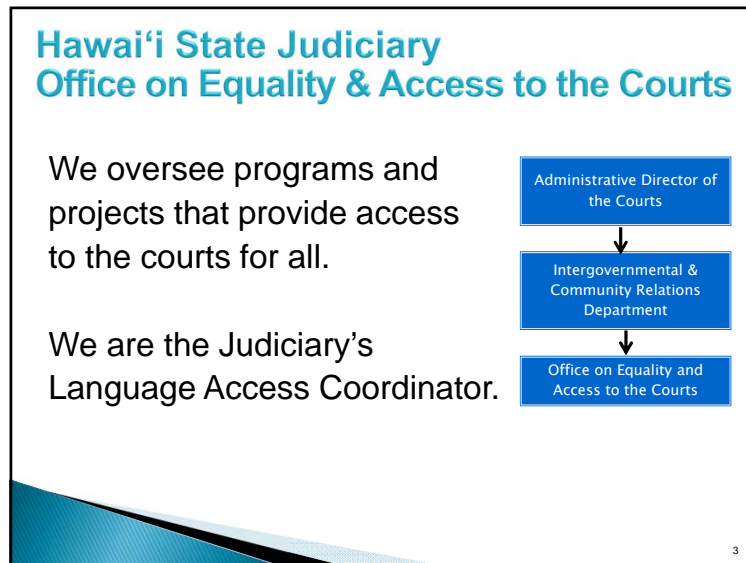 Hawai‘i State Judiciary
Office on Equality & Access to the Courts
We oversee programs and
projects that provide access
to the courts for all.
We are the Judiciary’s
Language Access Coordinator.
Administrative Director of
the Courts
Intergovernmental &
Community Relations
Department
Office on Equality and
Access to the Courts
3